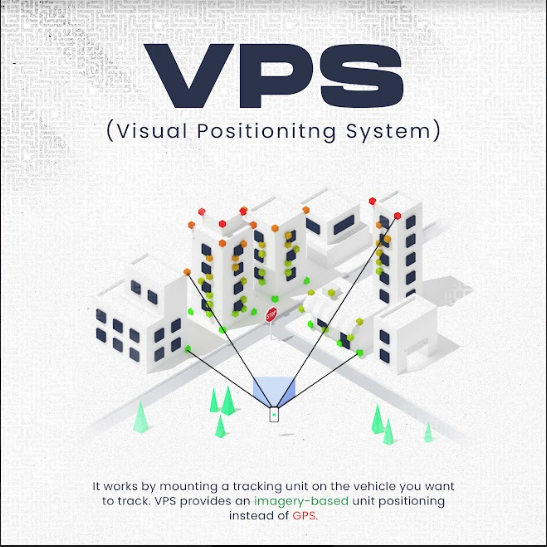 VPS
(Visual Positionitng System)
STOP
It works by mounting a tracking unit on the vehicle you want
to track. VPS provides an imagery-based unit positioning
instead of GPS.